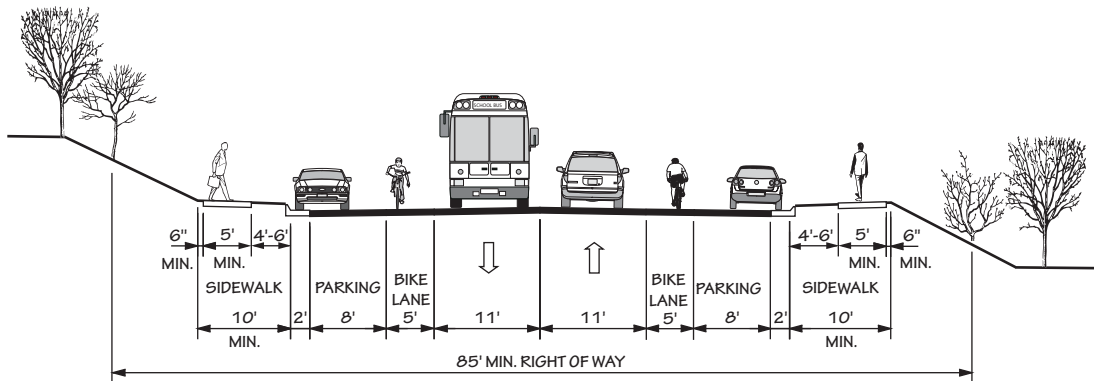 SCHOOL BUS
6" 5' 4'-6' 4'-6' 5' 6"
MIN. MIN. MIN. MIN.
SIDEWALK PARKING BIKE LANE BIKE LANE PARKING SIDEWALK
10' 2' 8' 5' 11' 11' 5' 8' 2' 10'
MIN. MIN.
85' MIN. RIGHT OF WAY